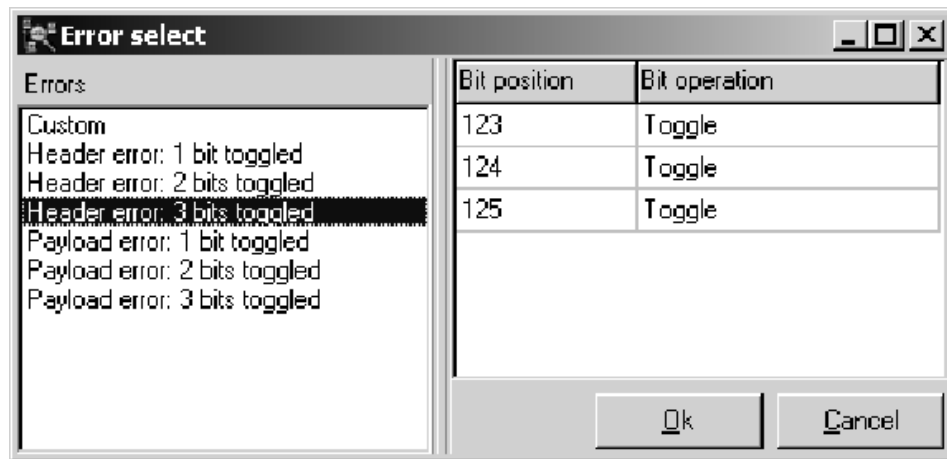 Error select
Errors
Custom
Header error: 1 bit toggled
Header error: 2 bits toggled
Header error: 3 bits toggled
Payload error: 1 bit toggled
Payload error: 2 bits toggled
Payload error: 3 bits toggled
Bit position Bit operation
123 Toggle
124 Toggle
125 Toggle
Ok Cancel